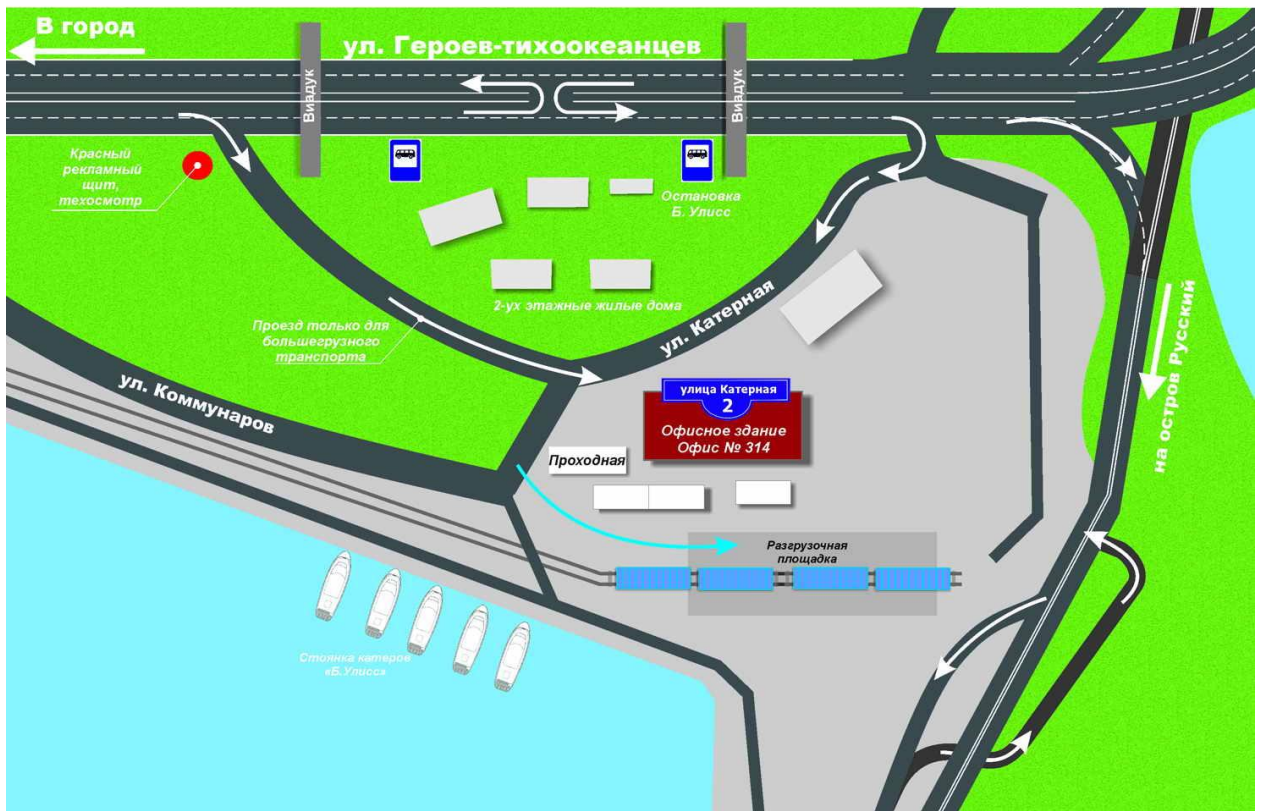 В город
ул. Героев-тихоокеанцев
Виадук
Виадук
Красный
рекламный
щит,
техосмотр
Остановка
Б. Улисс
2-ух этажные жилые дома
Проезд только для
большегрузного
транспорта
ул. Катерная
на остров Русский
ул. Коммунаров
улица Катерная
2
Офисное здание
Офис № 314
Проходная
Разгрузочная
площадка
Стоянка катеров
«Б.Улисс»